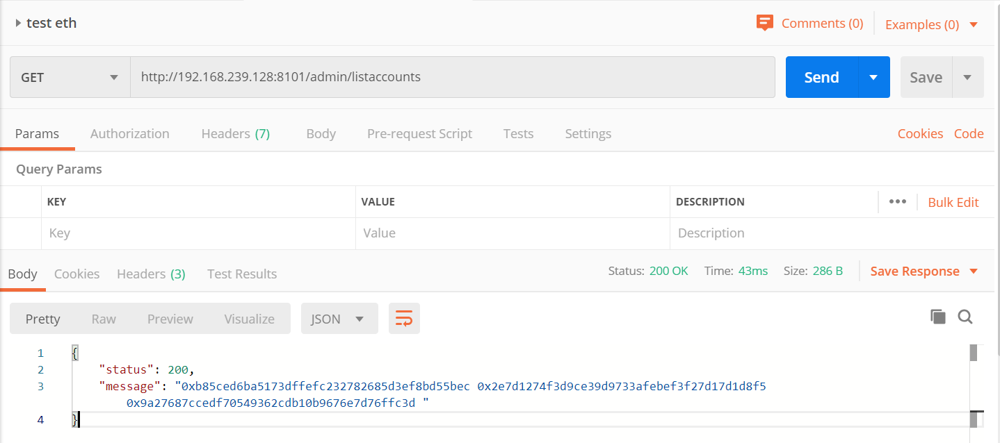 test eth
Comments (0) Examples (0)
GET http://192.168.239.128:8101/admin/listaccounts Send Save
Params Authorization Headers (7) Body Pre-request Script Tests Settings Cookies Code
Query Params
KEY VALUE DESCRIPTION ••• Bulk Edit
Key Value Description
Body Cookies Headers (3) Test Results Status: 200 OK Time: 43ms Size: 286 B Save Response
Pretty Raw Preview Visualize JSON
1 {
2 "status": 200,
3 "message": "0xb85ced6ba5173dffefc232782685d3ef8bd55bec 0x2e7d1274f3d9ce39d9733afebef3f27d17d1d8f5
0x9a27687ccedf70549362cdb10b9676e7d76ffc3d "
4 }